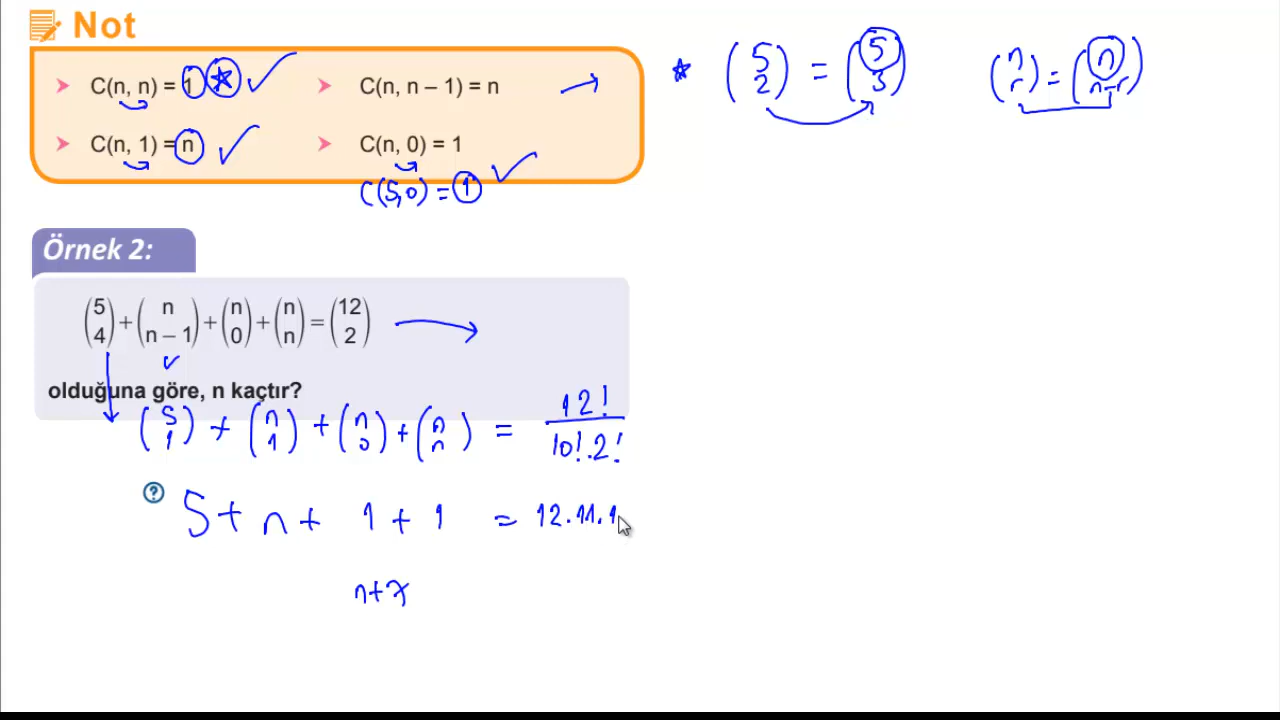 Not
C(n, n) = 1 * ✓
C(n, n – 1) = n →
C(n, 1) = n ✓
C(n, 0) = 1
C(5,0) = 1 ✓
* (5 2) = (5 3)
(n r) = (n n-r)
Örnek 2:
(5 4) + (n n – 1) + (n 0) + (n n) = (12 2)
olduğuna göre, n kaçtır?
(5 1) + (n 1) + (n 0) + (n n) = 12! / 10!.2!
5 + n + 1 + 1 = 12.11.1
n+7